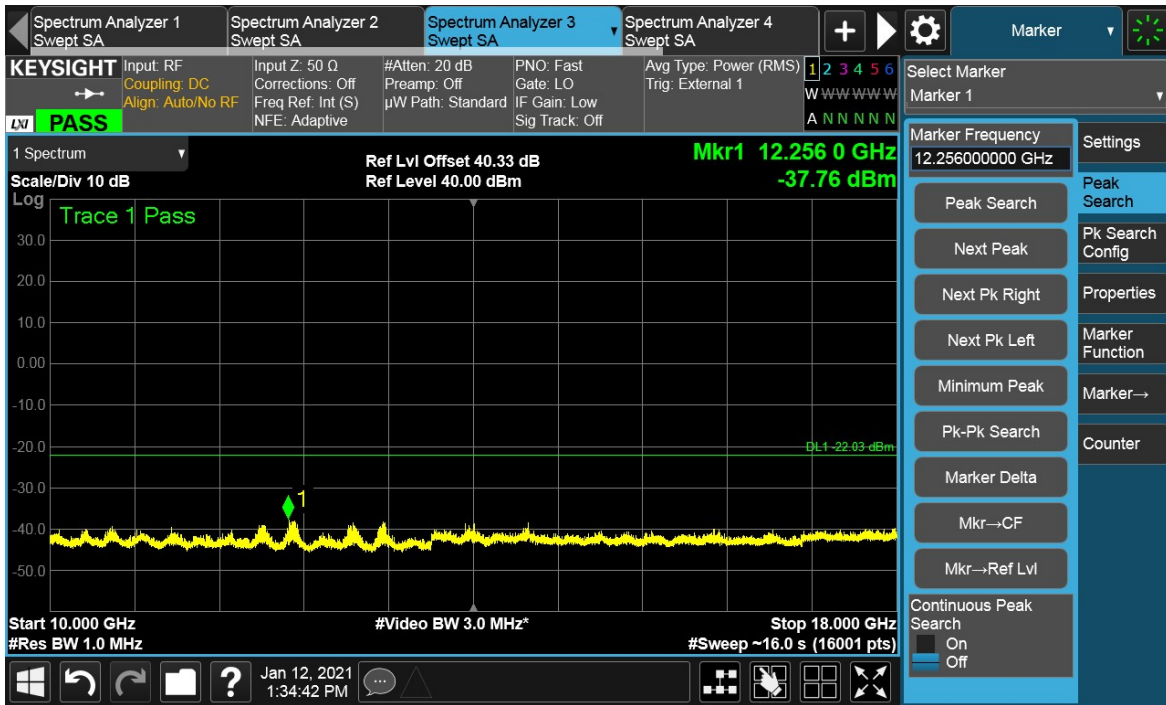 Spectrum Analyzer 1
Swept SA
Spectrum Analyzer 2
Swept SA
Spectrum Analyzer 3
Swept SA
Spectrum Analyzer 4
Swept SA
+
Marker
KEYSIGHT
LXI
PASS
Input: RF
Coupling: DC
Align: Auto/No RF
Input Z: 50 Ω
Corrections: Off
Freq Ref: Int (S)
NFE: Adaptive
#Atten: 20 dB
Preamp: Off
µW Path: Standard
PNO: Fast
Gate: LO
IF Gain: Low
Sig Track: Off
Avg Type: Power (RMS)
Trig: External 1
1 2 3 4 5 6
W W W W W W
A N N N N N
Select Marker
Marker 1
1 Spectrum
Scale/Div 10 dB
Ref Lvl Offset 40.33 dB
Ref Level 40.00 dBm
Mkr1 12.256 0 GHz
-37.76 dBm
Log
Trace 1 Pass
30.0
20.0
10.0
0.00
-10.0
-20.0
-30.0
-40.0
-50.0
DL1 -22.03 dBm
1
Start 10.000 GHz
#Res BW 1.0 MHz
#Video BW 3.0 MHz*
Stop 18.000 GHz
#Sweep ~16.0 s (16001 pts)
Marker Frequency
12.256000000 GHz
Peak Search
Next Peak
Next Pk Right
Next Pk Left
Minimum Peak
Pk-Pk Search
Marker Delta
Mkr→CF
Mkr→Ref Lvl
Continuous Peak
Search
On
Off
Settings
Peak
Search
Pk Search
Config
Properties
Marker
Function
Marker→
Counter
?
Jan 12, 2021
1:34:42 PM